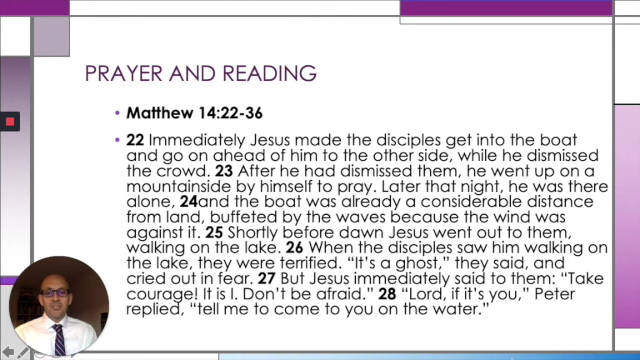 PRAYER AND READING
• Matthew 14:22-36
• 22 Immediately Jesus made the disciples get into the boat
and go on ahead of him to the other side, while he dismissed
the crowd. 23 After he had dismissed them, he went up on a
mountainside by himself to pray. Later that night, he was there
alone, 24and the boat was already a considerable distance
from land, buffeted by the waves because the wind was
against it. 25 Shortly before dawn Jesus went out to them,
walking on the lake. 26 When the disciples saw him walking on
the lake, they were terrified. “It’s a ghost,” they said, and
cried out in fear. 27 But Jesus immediately said to them: “Take
courage! It is I. Don’t be afraid.” 28 “Lord, if it’s you,” Peter
replied, “tell me to come to you on the water.”